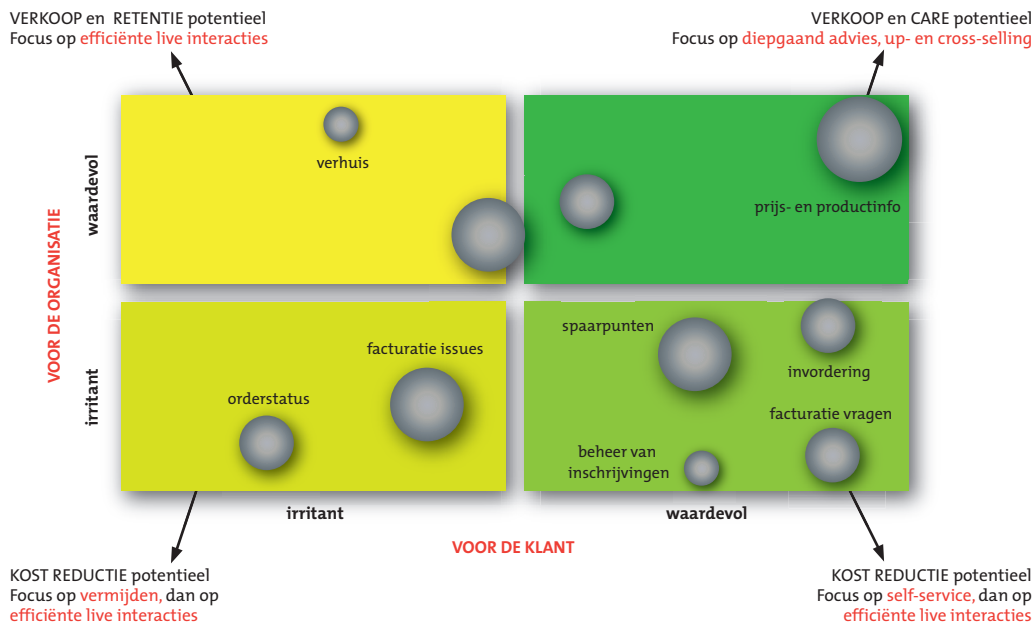 VERKOOP en RETENTIE potentieel
Focus op efficiënte live interacties
VERKOOP en CARE potentieel
Focus op diepgaand advies, up- en cross-selling
VOOR DE ORGANISATIE
waardevol
irritant
verhuis
prijs- en productinfo
facturatie issues
orderstatus
spaarpunten
invordering
facturatie vragen
beheer van
inschrijvingen
irritant
waardevol
VOOR DE KLANT
KOST REDUCTIE potentieel
Focus op vermijden, dan op
efficiënte live interacties
KOST REDUCTIE potentieel
Focus op self-service, dan op
efficiënte live interacties